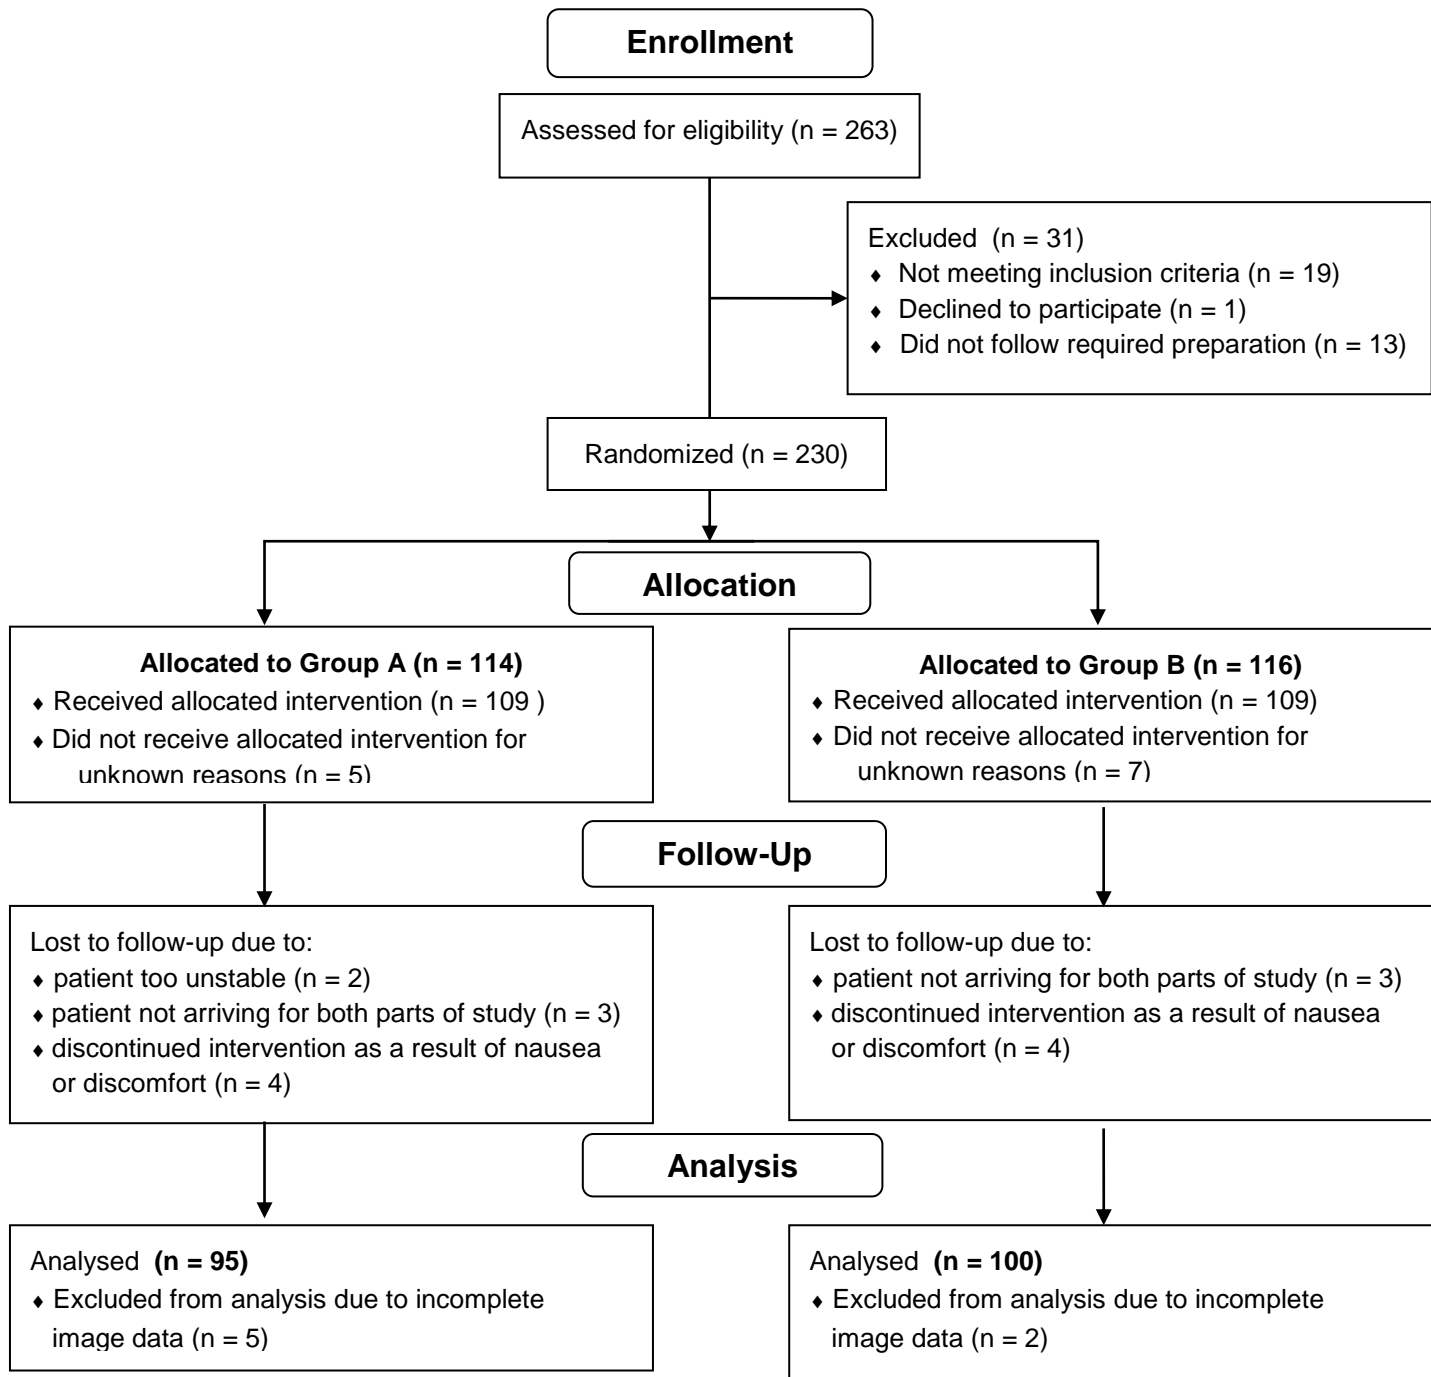 Enrollment
Assessed for eligibility (n = 263)
Excluded (n = 31)
♦ Not meeting inclusion criteria (n = 19)
♦ Declined to participate (n = 1)
♦ Did not follow required preparation (n = 13)
Randomized (n = 230)
Allocation
Allocated to Group A (n = 114)
♦ Received allocated intervention (n = 109 )
♦ Did not receive allocated intervention for
unknown reasons (n = 5)
Allocated to Group B (n = 116)
♦ Received allocated intervention (n = 109)
♦ Did not receive allocated intervention for
unknown reasons (n = 7)
Follow-Up
Lost to follow-up due to:
♦ patient too unstable (n = 2)
♦ patient not arriving for both parts of study (n = 3)
♦ discontinued intervention as a result of nausea
or discomfort (n = 4)
Lost to follow-up due to:
♦ patient not arriving for both parts of study (n = 3)
♦ discontinued intervention as a result of nausea
or discomfort (n = 4)
Analysis
Analysed (n = 95)
♦ Excluded from analysis due to incomplete
image data (n = 5)
Analysed (n = 100)
♦ Excluded from analysis due to incomplete
image data (n = 2)